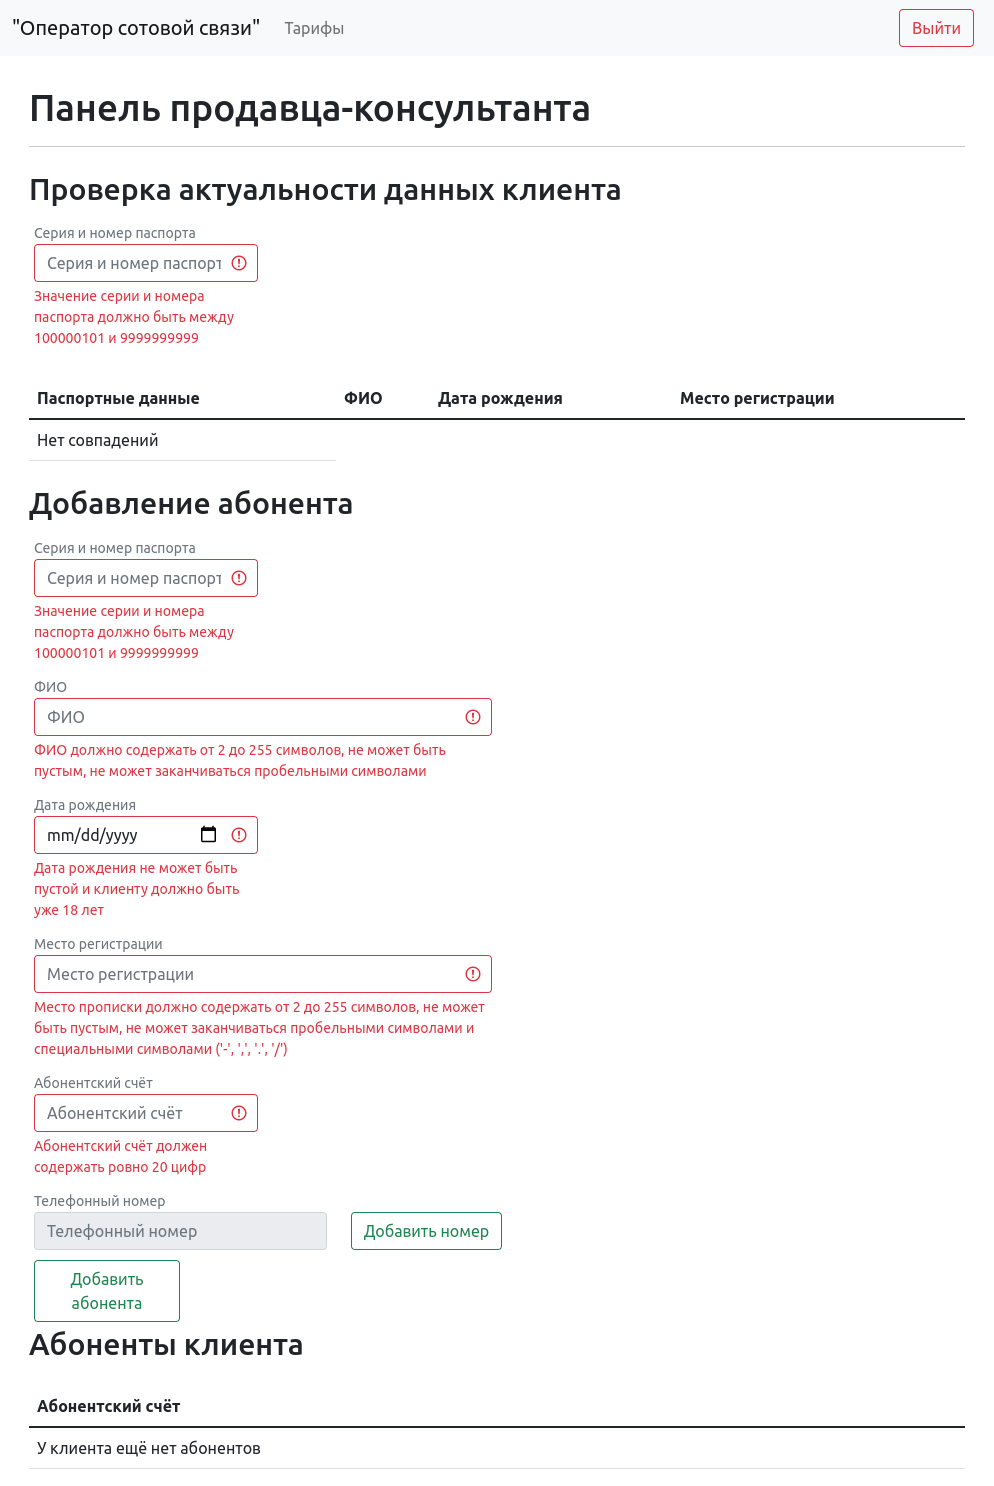 "Оператор сотовой связи" Тарифы Выйти
Панель продавца-консультанта
Проверка актуальности данных клиента
Серия и номер паспорта
Серия и номер паспорт
Значение серии и номера
паспорта должно быть между
100000101 и 9999999999
Паспортные данные ФИО Дата рождения Место регистрации
Нет совпадений
Добавление абонента
Серия и номер паспорта
Серия и номер паспорт
Значение серии и номера
паспорта должно быть между
100000101 и 9999999999
ФИО
ФИО
ФИО должно содержать от 2 до 255 символов, не может быть
пустым, не может заканчиваться пробельными символами
Дата рождения
mm/dd/yyyy
Дата рождения не может быть
пустой и клиенту должно быть
уже 18 лет
Место регистрации
Место регистрации
Место прописки должно содержать от 2 до 255 символов, не может
быть пустым, не может заканчиваться пробельными символами и
специальными символами ('-', ',', '.', '/')
Абонентский счёт
Абонентский счёт
Абонентский счёт должен
содержать ровно 20 цифр
Телефонный номер
Телефонный номер Добавить номер
Добавить
абонента
Абоненты клиента
Абонентский счёт
У клиента ещё нет абонентов